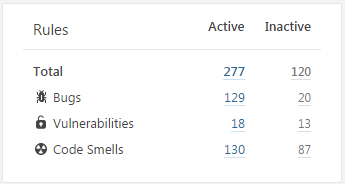 Rules Active Inactive
Total 277 120
Bugs 129 20
Vulnerabilities 18 13
Code Smells 130 87